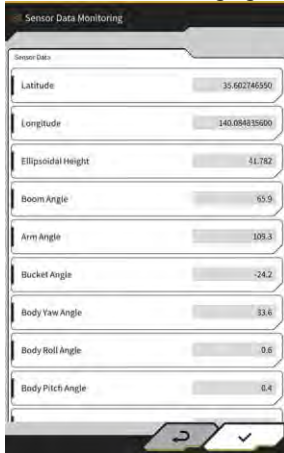 Sensor Data Monitoring
Sensor Data
Latitude 35.602746550
Longitude 140.084835600
Ellipsoidal Height 41.782
Boom Angle 65.9
Arm Angle 109.3
Bucket Angle -24.2
Body Yaw Angle 33.6
Body Roll Angle 0.6
Body Pitch Angle 0.4